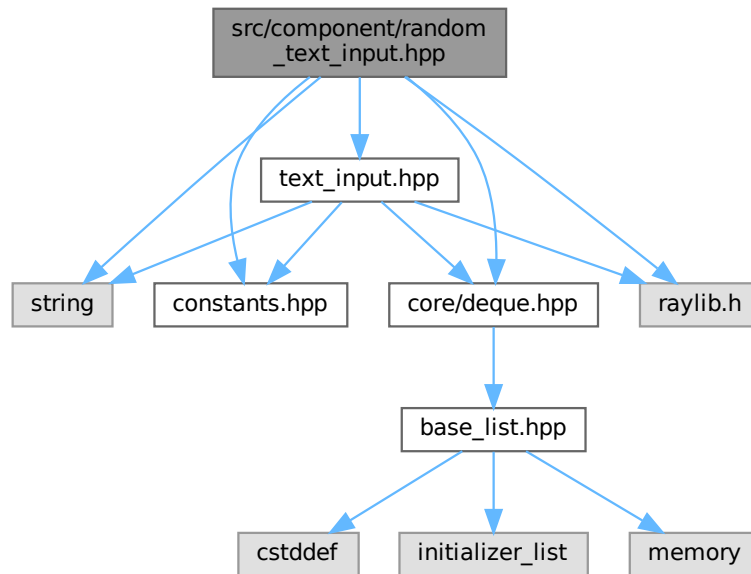 src/component/random
_text_input.hpp
text_input.hpp
string
constants.hpp
core/deque.hpp
raylib.h
base_list.hpp
cstddef
initializer_list
memory